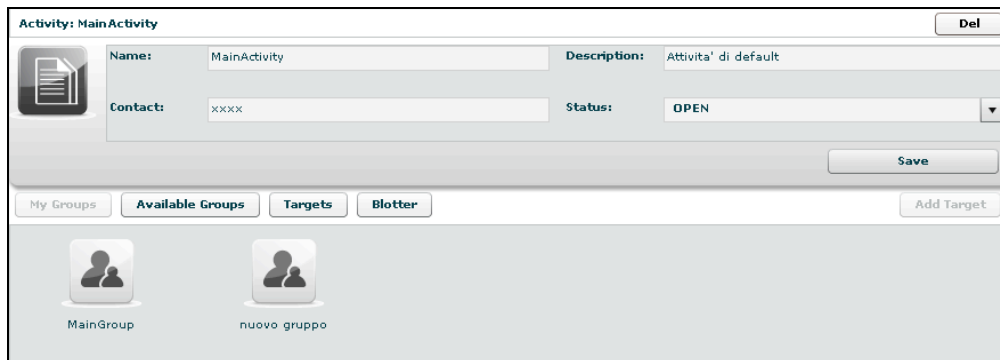 Activity: MainActivity Del
Name: MainActivity Description: Attivita' di default
Contact: xxxx Status: OPEN
Save
My Groups Available Groups Targets Blotter Add Target
MainGroup nuovo gruppo